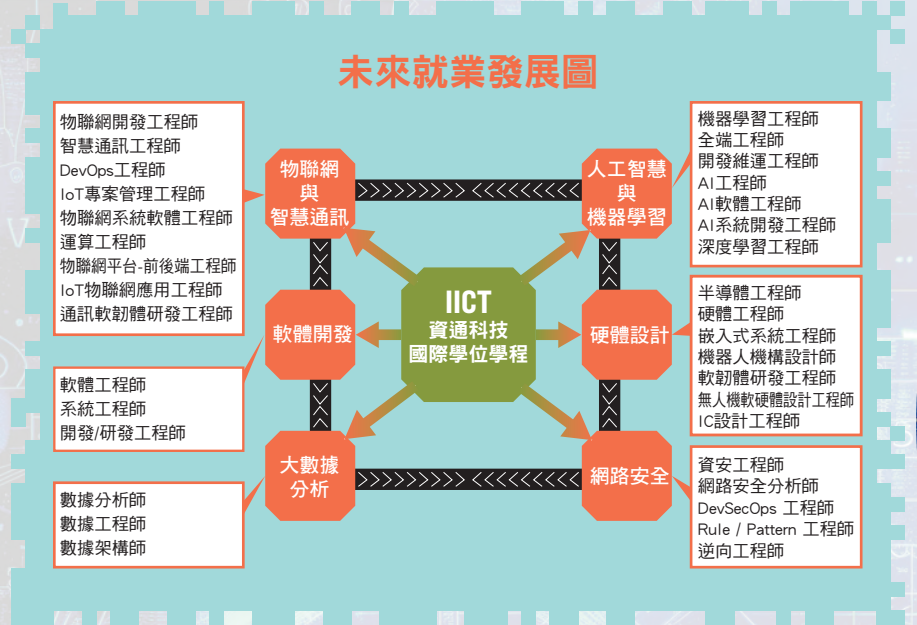 未來就業發展圖
物聯網開發工程師
智慧通訊工程師
DevOps工程師
IoT專案管理工程師
物聯網系統軟體工程師
運算工程師
物聯網平台-前後端工程師
IoT物聯網應用工程師
通訊軟韌體研發工程師
物聯網
與
智慧通訊
人工智慧
與
機器學習
機器學習工程師
全端工程師
開發維運工程師
AI工程師
AI軟體工程師
AI系統開發工程師
深度學習工程師
軟體工程師
系統工程師
開發/研發工程師
軟體開發
IICT
資通科技
國際學位學程
硬體設計
半導體工程師
硬體工程師
嵌入式系統工程師
機器人機構設計師
軟韌體研發工程師
無人機軟硬體設計工程師
IC設計工程師
數據分析師
數據工程師
數據架構師
大數據
分析
網路安全
資安工程師
網路安全分析師
DevSecOps 工程師
Rule / Pattern 工程師
逆向工程師